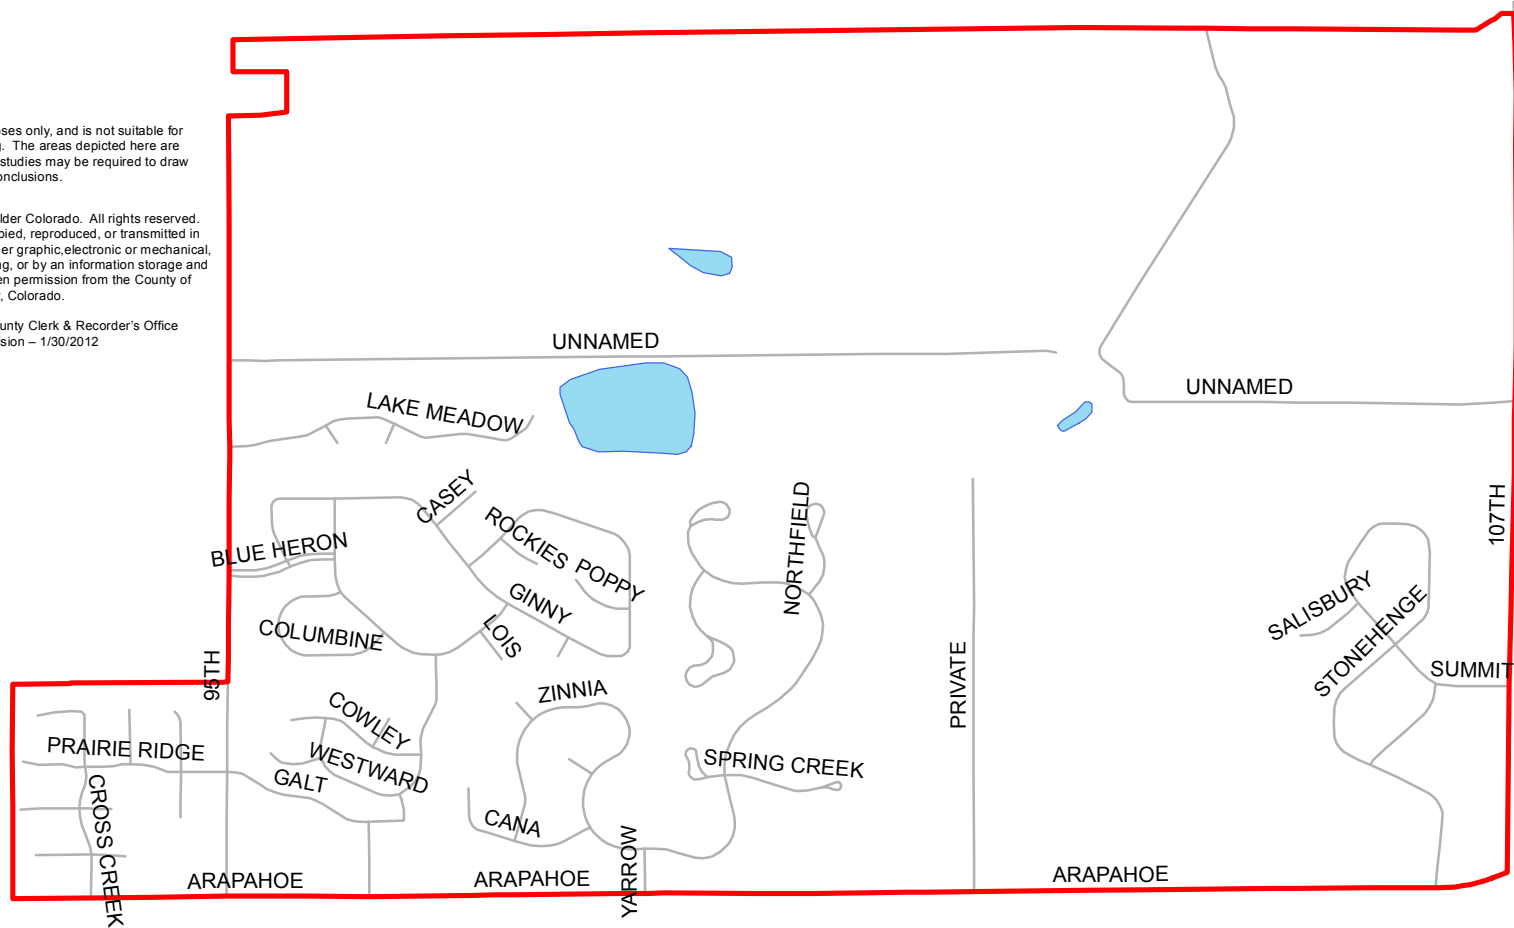 ses only, and is not suitable for
. The areas depicted here are
studies may be required to draw
onclusions.
lder Colorado. All rights reserved.
pied, reproduced, or transmitted in
er graphic,electronic or mechanical,
ng, or by an information storage and
en permission from the County of
, Colorado.
unty Clerk & Recorder's Office
sion – 1/30/2012
UNNAMED
UNNAMED
LAKE MEADOW
CASEY
ROCKIES
POPPY
NORTHFIELD
107TH
BLUE HERON
GINNY
LOIS
COLUMBINE
SALISBURY
STONEHENGE
SUMMIT
95TH
PRIVATE
ZINNIA
COWLEY
PRAIRIE RIDGE
WESTWARD
GALT
SPRING CREEK
CROSS CREEK
CANA
YARROW
ARAPAHOE
ARAPAHOE
ARAPAHOE